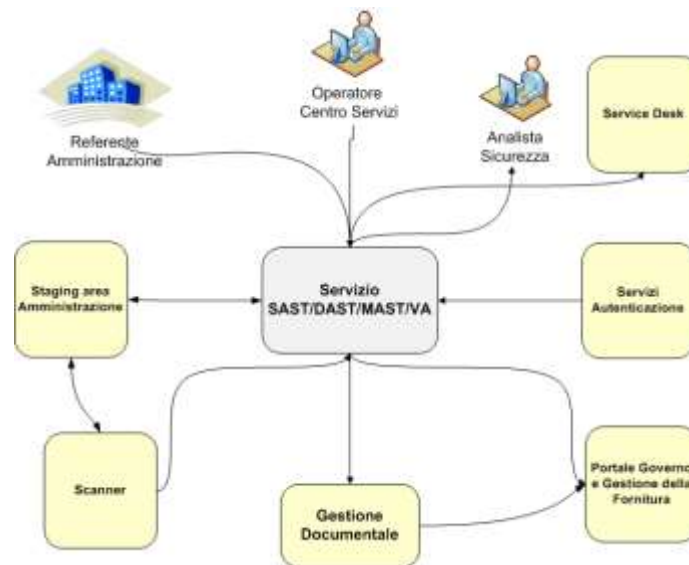 Operatore
Centro Servizi
Referente
Amministrazione
Analista
Sicurezza
Service Desk
Staging area
Amministrazione
Servizio
SAST/DAST/MAST/VA
Servizi
Autenticazione
Scanner
Gestione
Documentale
Portale Governo
e Gestione della
Fornitura